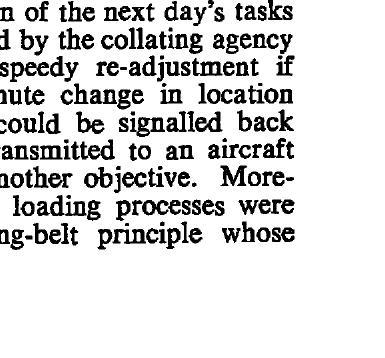 n of the next day's tasks
d by the collating agency
speedy re-adjustment if
nute change in location
could be signalled back
ansmitted to an aircraft
nother objective. More-
loading processes were
ng-belt principle whose